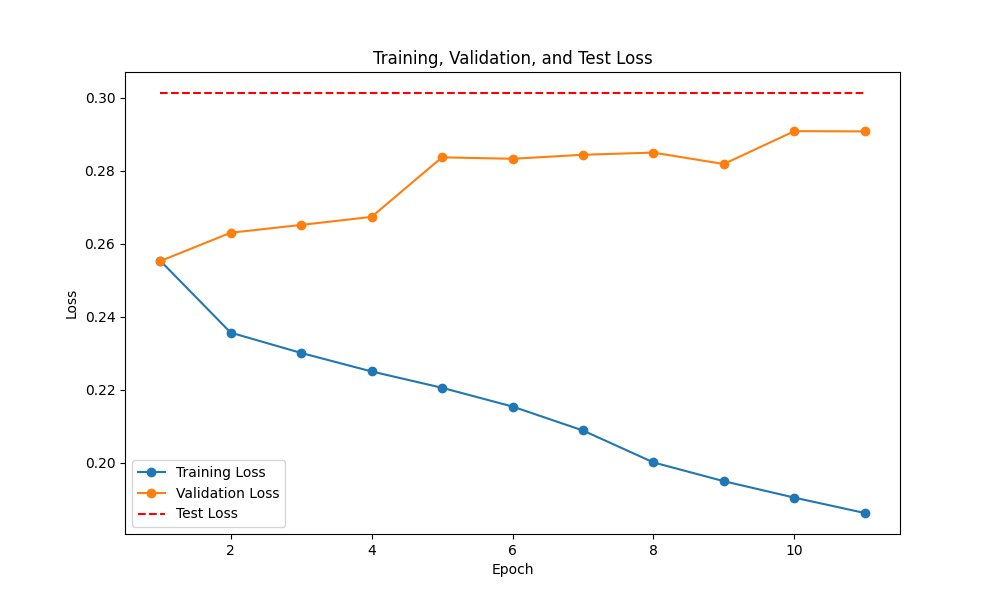 Training, Validation, and Test Loss
0.30
0.28
0.26
0.24
0.22
0.20
Loss
Training Loss
Validation Loss
Test Loss
2 4 6 8 10
Epoch